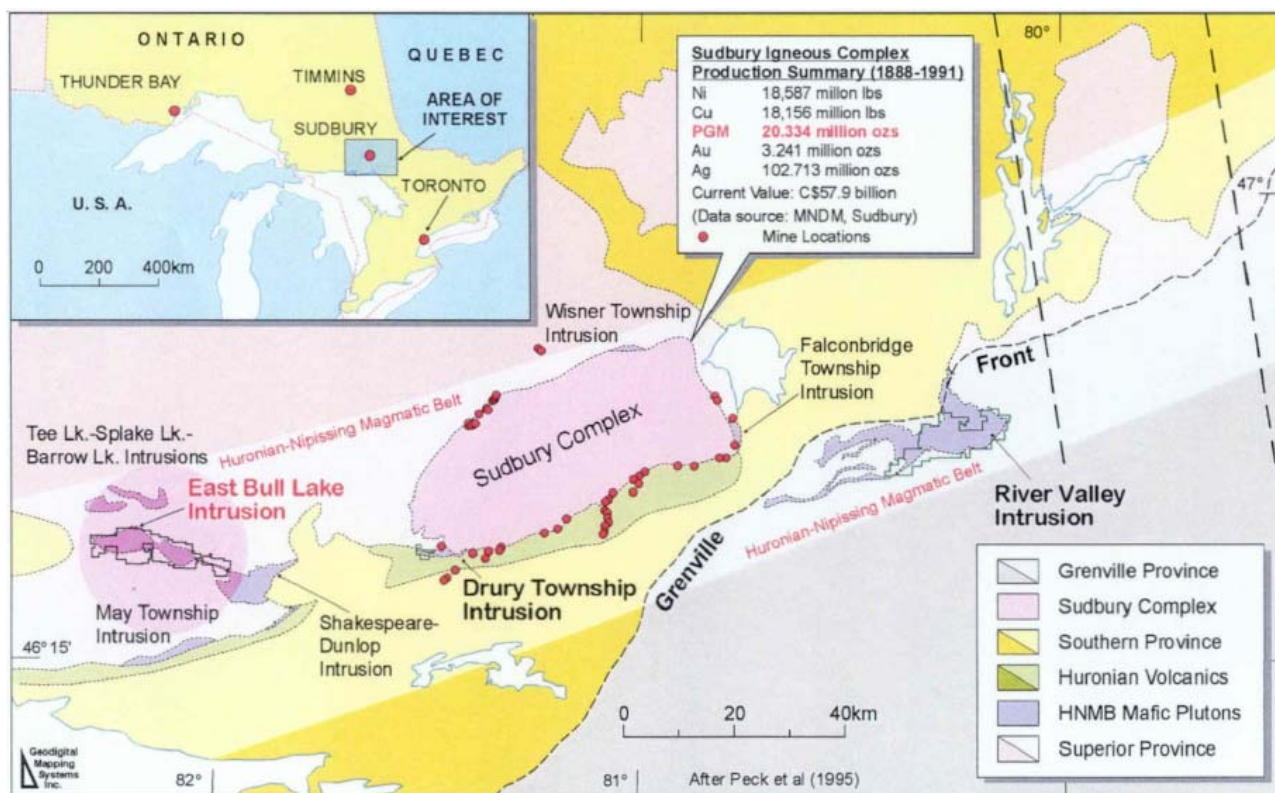 ONTARIO
QUEBEC
THUNDER BAY
TIMMINS
AREA OF
INTEREST
SUDBURY
TORONTO
U. S. A.
0 200 400km
Sudbury Igneous Complex
Production Summary (1888-1991)
Ni 18,587 millon lbs
Cu 18,156 million lbs
PGM 20.334 million ozs
Au 3.241 million ozs
Ag 102.713 million ozs
Current Value: C$57.9 billion
(Data source: MNDM, Sudbury)
Mine Locations
80°
47°
Wisner Township
Intrusion
Falconbridge
Township
Intrusion
Front
Huronian-Nipissing Magmatic Belt
Sudbury Complex
Tee Lk.-Splake Lk.-
Barrow Lk. Intrusions
East Bull Lake
Intrusion
River Valley
Intrusion
Huronian-Nipissing Magmatic Belt
Grenville
Drury Township
Intrusion
May Township
Intrusion
Shakespeare-
Dunlop
Intrusion
46° 15'
Grenville Province
Sudbury Complex
Southern Province
Huronian Volcanics
HNMB Mafic Plutons
Superior Province
0 20 40km
Geodigital
Mapping
Systems
Inc.
82°
81°
After Peck et al (1995)